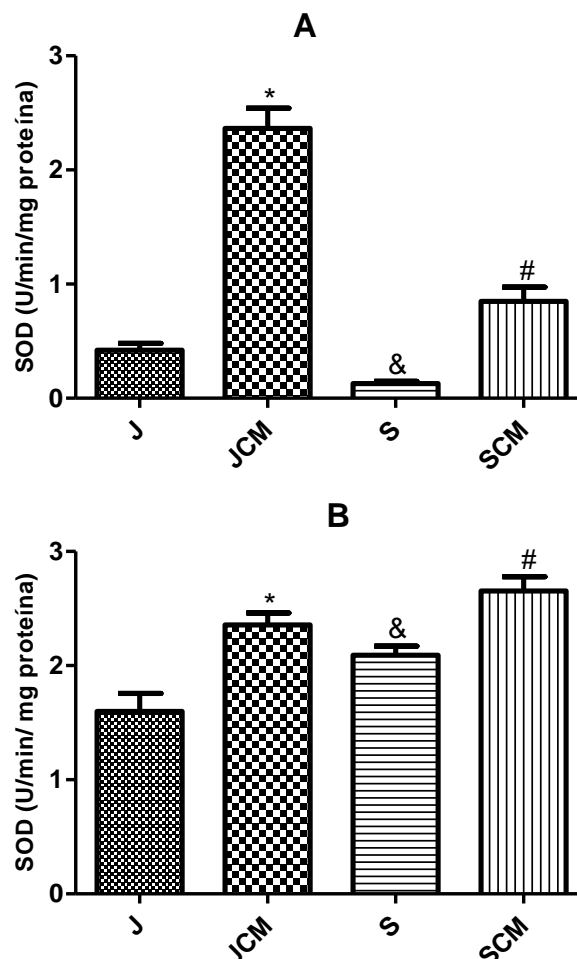 A
SOD (U/min/mg proteína)
3
2
1
0
*
&
#
J
JCM
S
SCM
B
SOD (U/min/ mg proteína)
3
2
1
0
*
&
#
J
JCM
S
SCM